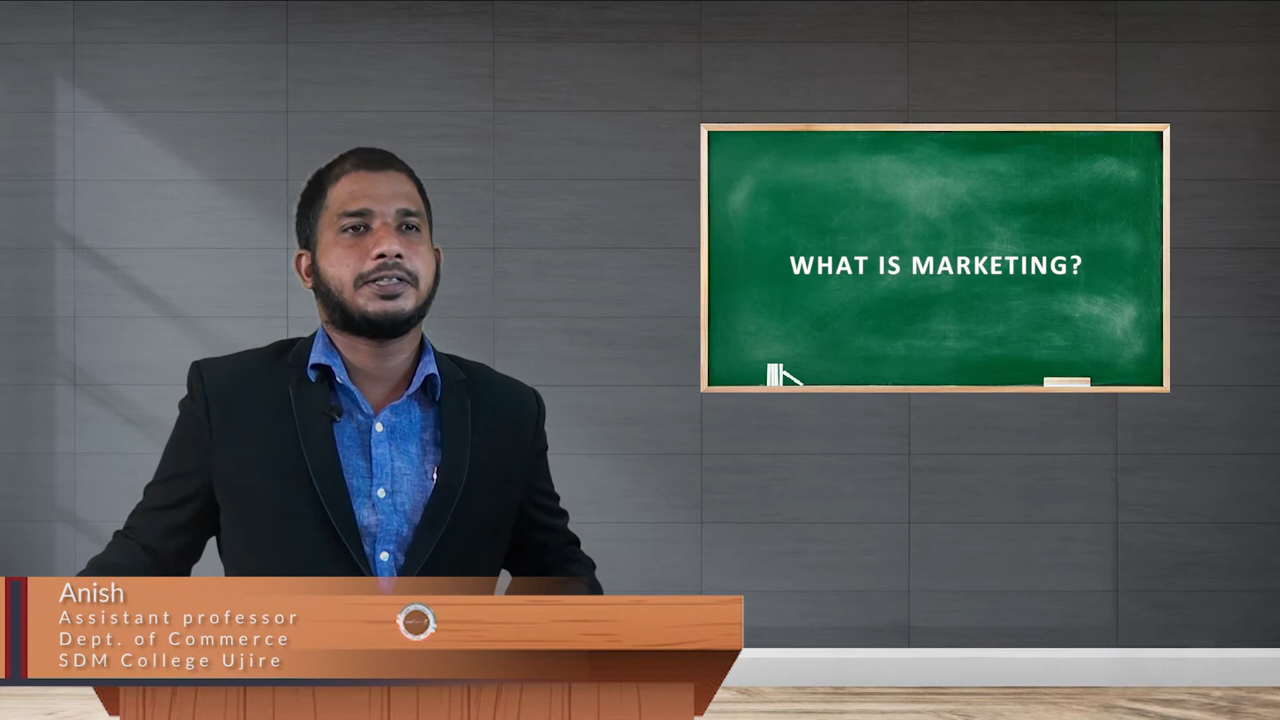 WHAT IS MARKETING?
Anish
Assistant professor
Dept. of Commerce
SDM College Ujire